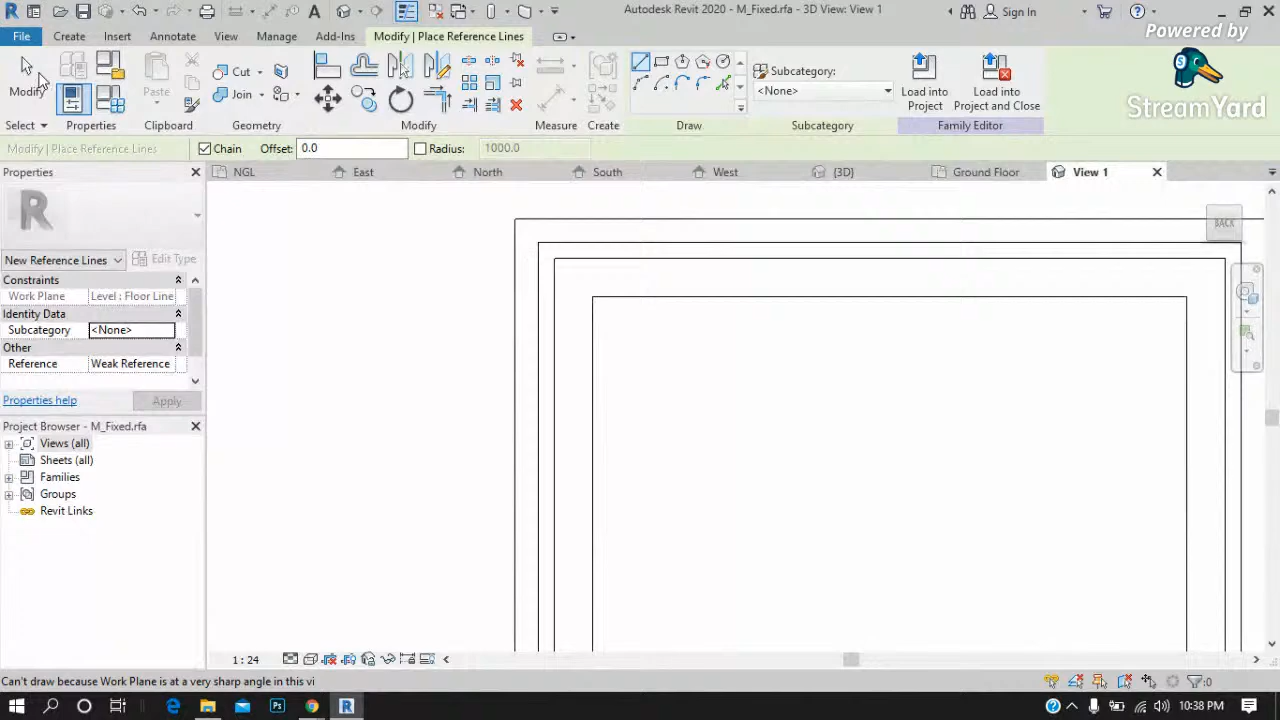 Autodesk Revit 2020 - M_Fixed.rfa - 3D View: View 1
Sign In
Powered by
StreamYard
File Create Insert Annotate View Manage Add-Ins Modify | Place Reference Lines
Modify
Paste
Cut
Join
Subcategory:
<None>
Load into
Project
Load into
Project and Close
Select Properties Clipboard Geometry Modify Measure Create Draw Subcategory Family Editor
Modify | Place Reference Lines Chain Offset: 0.0 Radius: 1000.0
Properties
NGL East North South West {3D} Ground Floor View 1
BACK
New Reference Lines Edit Type
Constraints
Work Plane Level : Floor Line
Identity Data
Subcategory <None>
Other
Reference Weak Reference
Properties help Apply
Project Browser - M_Fixed.rfa
Views (all)
Sheets (all)
Families
Groups
Revit Links
1 : 24
Can't draw because Work Plane is at a very sharp angle in this vi
:0
10:38 PM